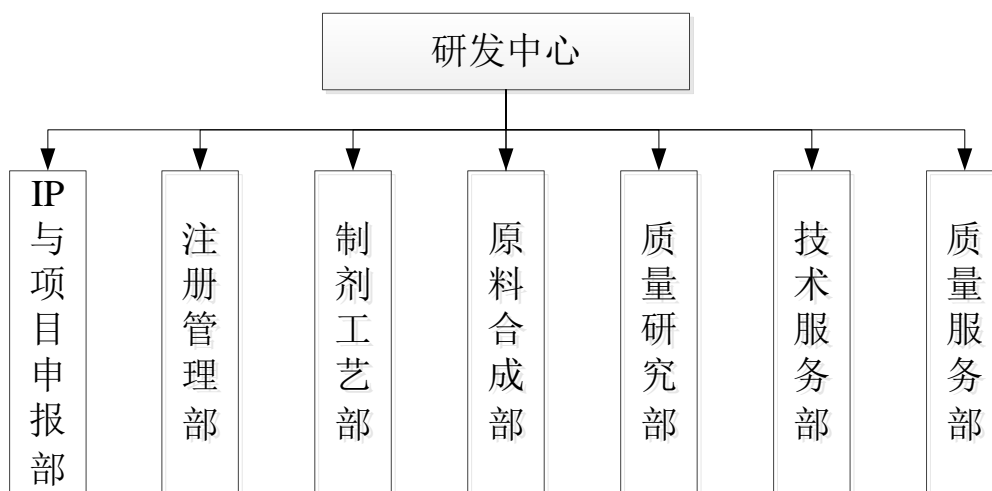 研发中心
IP与项目申报部
注册管理部
制剂工艺部
原料合成部
质量研究部
技术服务部
质量服务部